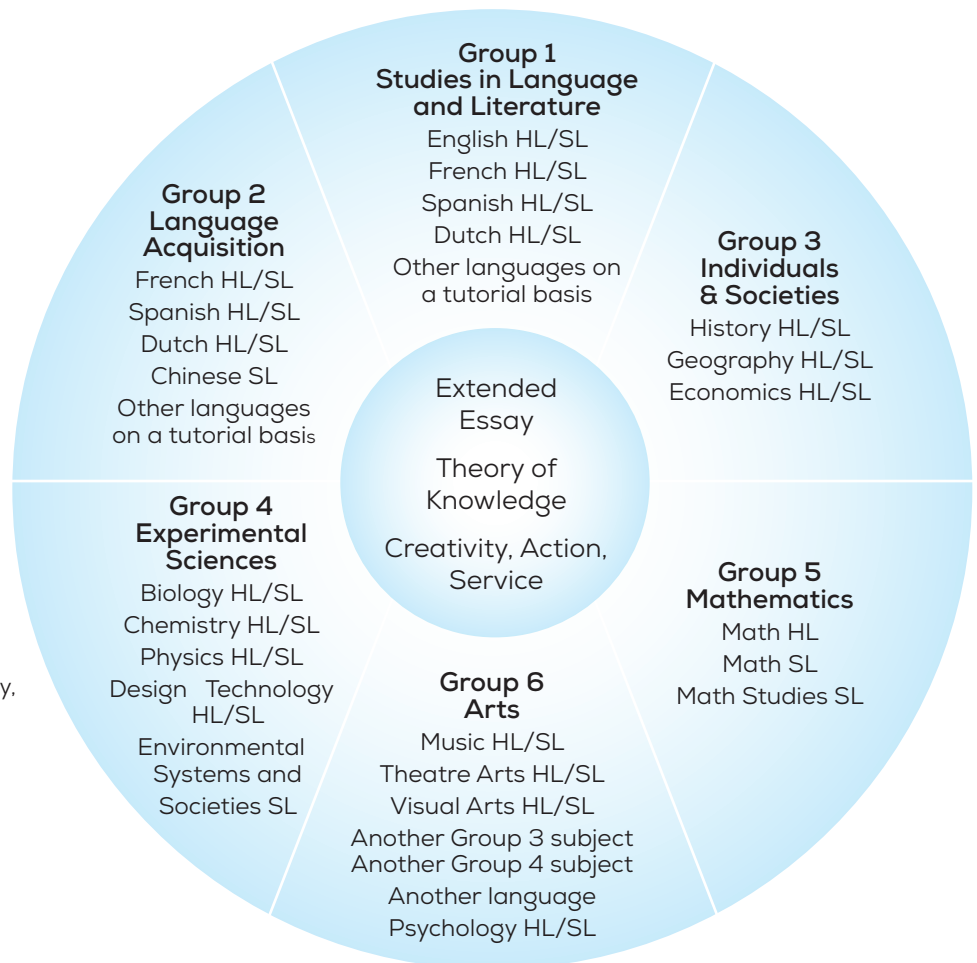 Group 1
Studies in Language
and Literature
English HL/SL
French HL/SL
Spanish HL/SL
Dutch HL/SL
Other languages on
a tutorial basis
Group 2
Language
Acquisition
French HL/SL
Spanish HL/SL
Dutch HL/SL
Chinese SL
Other languages
on a tutorial basis
Group 3
Individuals
& Societies
History HL/SL
Geography HL/SL
Economics HL/SL
Extended
Essay
Theory of
Knowledge
Creativity, Action,
Service
Group 4
Experimental
Sciences
Biology HL/SL
Chemistry HL/SL
Physics HL/SL
Design Technology
HL/SL
Environmental
Systems and
Societies SL
y,
Group 5
Mathematics
Math HL
Math SL
Math Studies SL
Group 6
Arts
Music HL/SL
Theatre Arts HL/SL
Visual Arts HL/SL
Another Group 3 subject
Another Group 4 subject
Another language
Psychology HL/SL